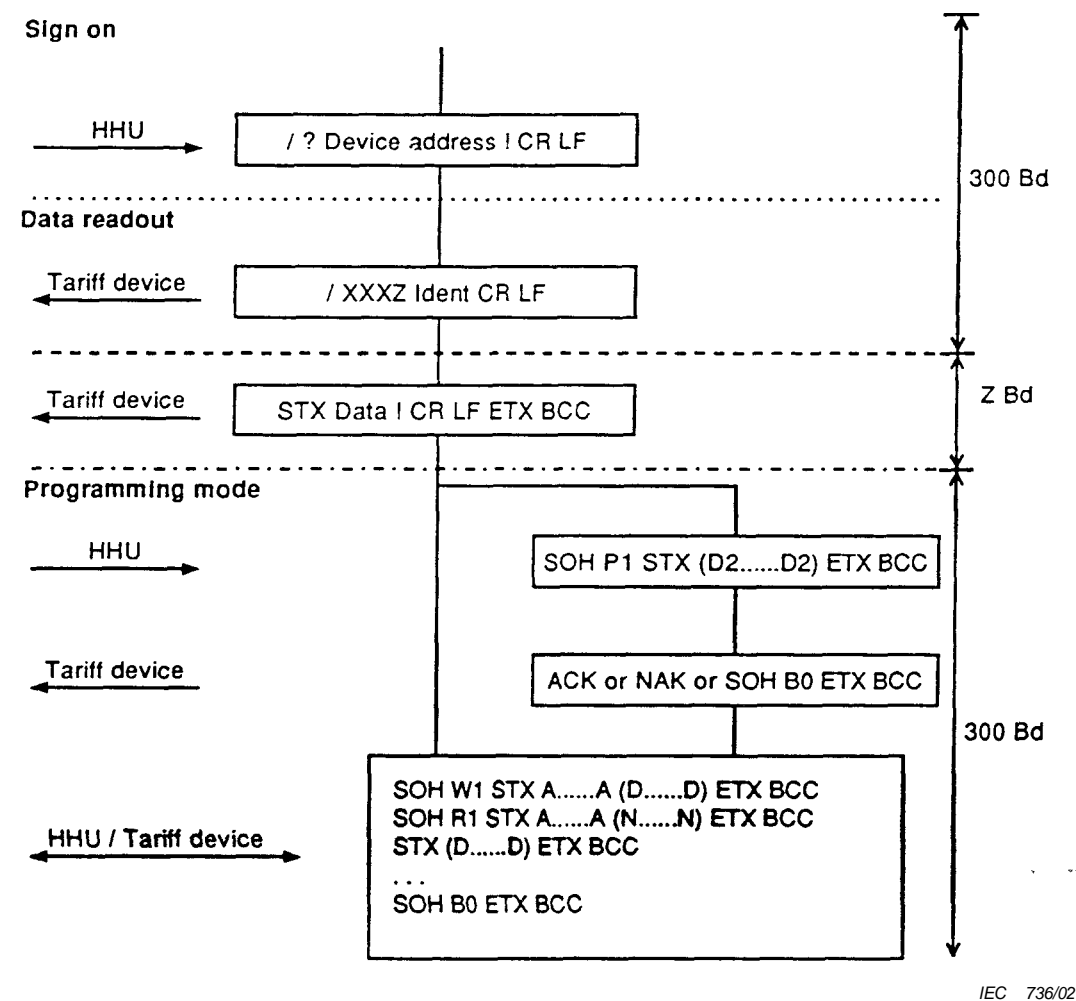 Sign on
HHU
/ ? Device address ! CR LF
300 Bd
Data readout
Tariff device
/ XXXZ Ident CR LF
Tariff device
STX Data ! CR LF ETX BCC
Z Bd
Programming mode
HHU
SOH P1 STX (D2......D2) ETX BCC
Tariff device
ACK or NAK or SOH B0 ETX BCC
300 Bd
SOH W1 STX A......A (D......D) ETX BCC
SOH R1 STX A......A (N......N) ETX BCC
HHU / Tariff device
STX (D......D) ETX BCC
. . .
SOH B0 ETX BCC
IEC 736/02